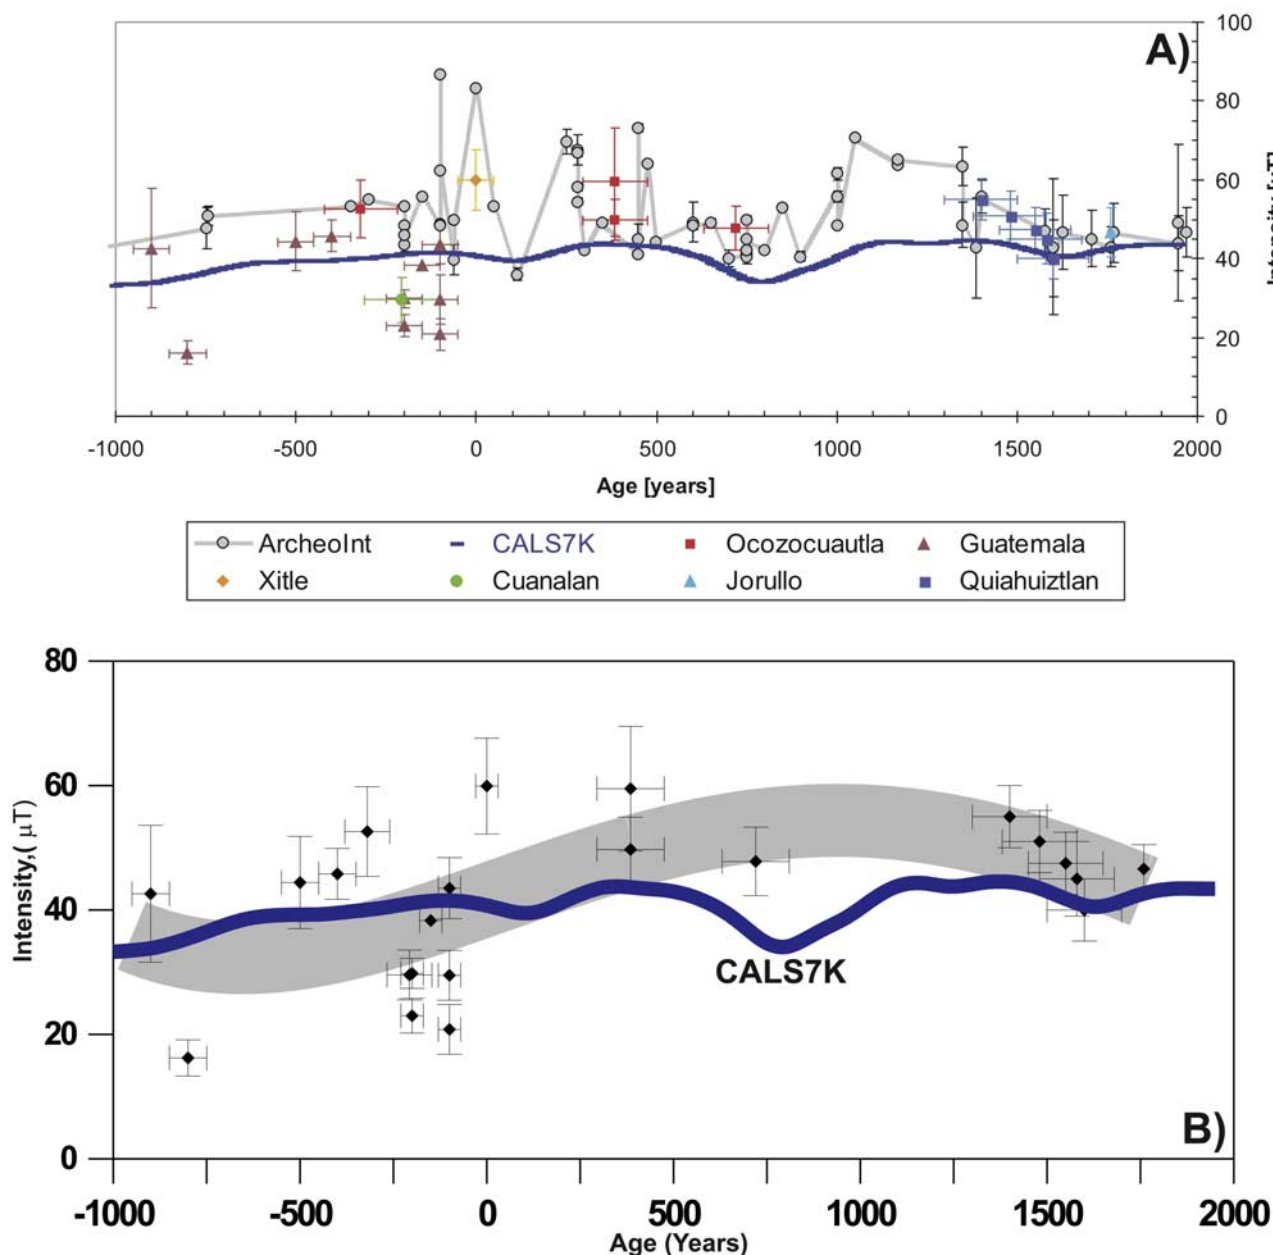 A)
100
80
60
40
20
0
Intensity [μT]
-1000 -500 0 500 1000 1500 2000
Age [years]
ArcheoInt CALS7K Ocozocuautla Guatemala
Xitle Cuanalan Jorullo Quiahuiztlan
80
60
40
20
0
Intensity,( μT)
CALS7K
B)
-1000 -500 0 500 1000 1500 2000
Age (Years)